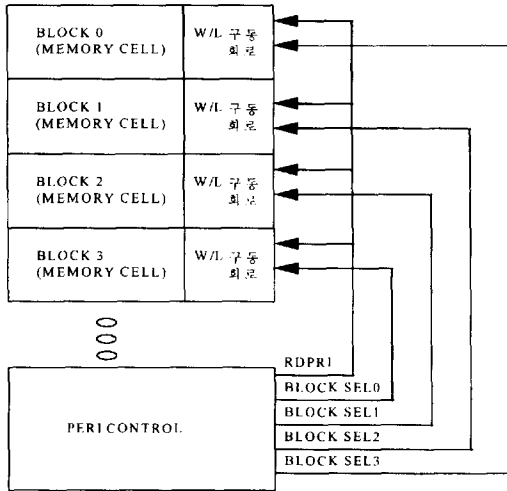 BLOCK 0
(MEMORY CELL)
W/L 구동
회로
BLOCK 1
(MEMORY CELL)
W/L 구동
회로
BLOCK 2
(MEMORY CELL)
W/L 구동
회로
BLOCK 3
(MEMORY CELL)
W/L 구동
회로
PERI CONTROL
RDPRI
BLOCK SEL0
BLOCK SEL1
BLOCK SEL2
BLOCK SEL3